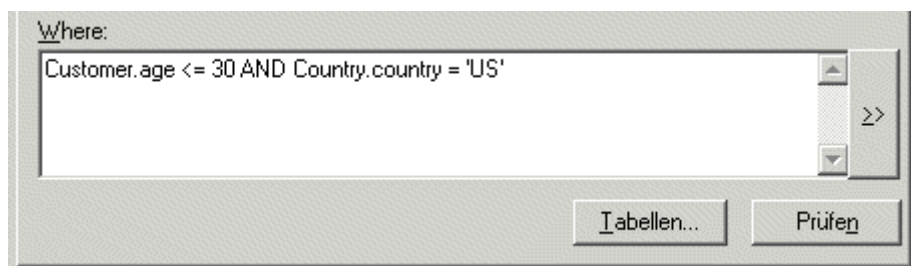 Where:
Customer.age <= 30 AND Country.country = 'US'
>>
Tabellen... Prüfen